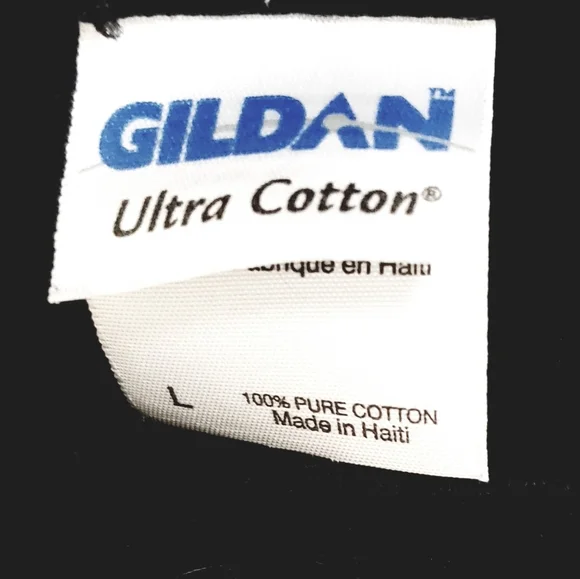 GILDAN™
Ultra Cotton®
en Haiti
L
100% PURE COTTON
Made in Haiti